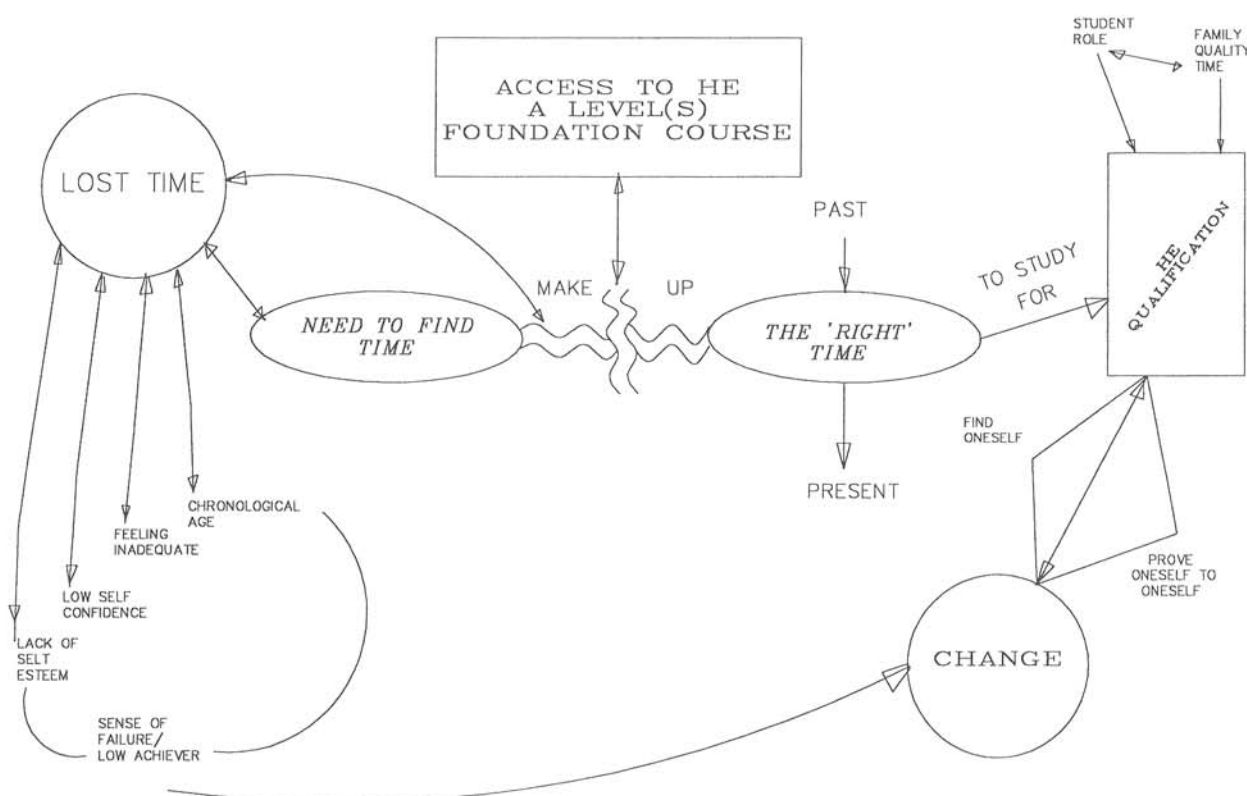 STUDENT
ROLE
FAMILY
QUALITY
TIME
ACCESS TO HE
A LEVEL(S)
FOUNDATION COURSE
LOST TIME
PAST
HE
QUALIFICATION
TO STUDY
FOR
MAKE
UP
NEED TO FIND
TIME
THE 'RIGHT'
TIME
FIND
ONESELF
PRESENT
CHRONOLOGICAL
AGE
FEELING
INADEQUATE
LOW SELF
CONFIDENCE
LACK OF
SELT
ESTEEM
SENSE OF
FAILURE/
LOW ACHIEVER
PROVE
ONESELF TO
ONESELF
CHANGE